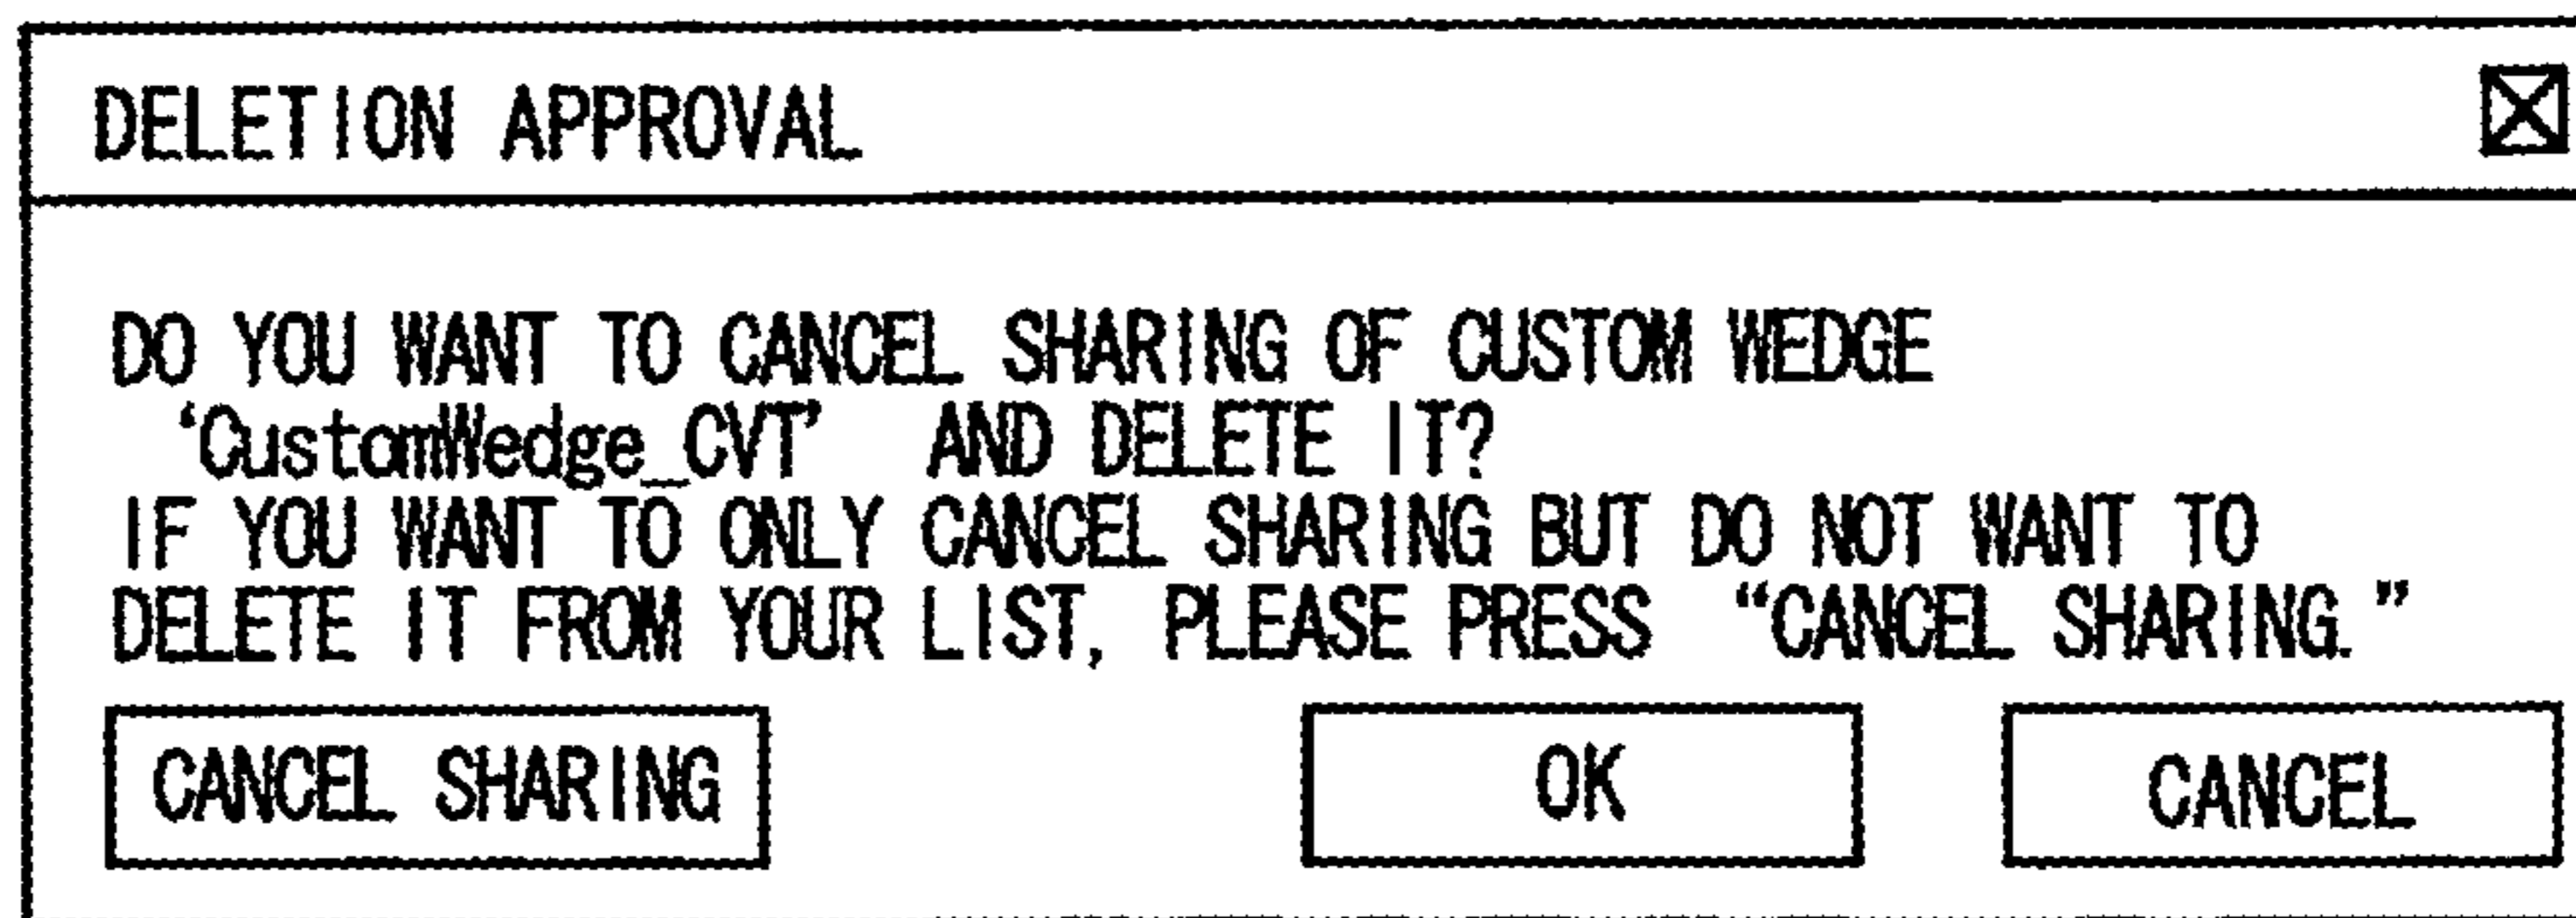 DELETION APPROVAL
DO YOU WANT TO CANCEL SHARING OF CUSTOM WEDGE
‘CustomWedge_CVT’ AND DELETE IT?
IF YOU WANT TO ONLY CANCEL SHARING BUT DO NOT WANT TO
DELETE IT FROM YOUR LIST, PLEASE PRESS “CANCEL SHARING.”
CANCEL SHARING OK CANCEL